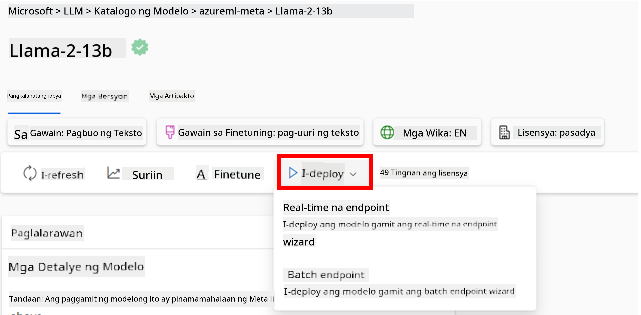 Microsoft > LLM > Katalogo ng Modelo > azureml-meta > Llama-2-13b
Llama-2-13b
Mga Bersyon Mga Artipakto
Sa Gawain: Pagbuo ng Teksto Gawain sa Finetuning: pag-uuri ng teksto Mga Wika: EN Lisensya: pasadya
I-refresh Suriin Finetune I-deploy 49 Tingnan ang lisensya
Real-time na endpoint
I-deploy ang modelo gamit ang real-time na endpoint
wizard
Batch endpoint
I-deploy ang modelo gamit ang batch endpoint wizard
Paglalarawan
Mga Detalye ng Modelo
Tandaan: Ang paggamit ng modelong ito ay pinamamahalaan ng Meta